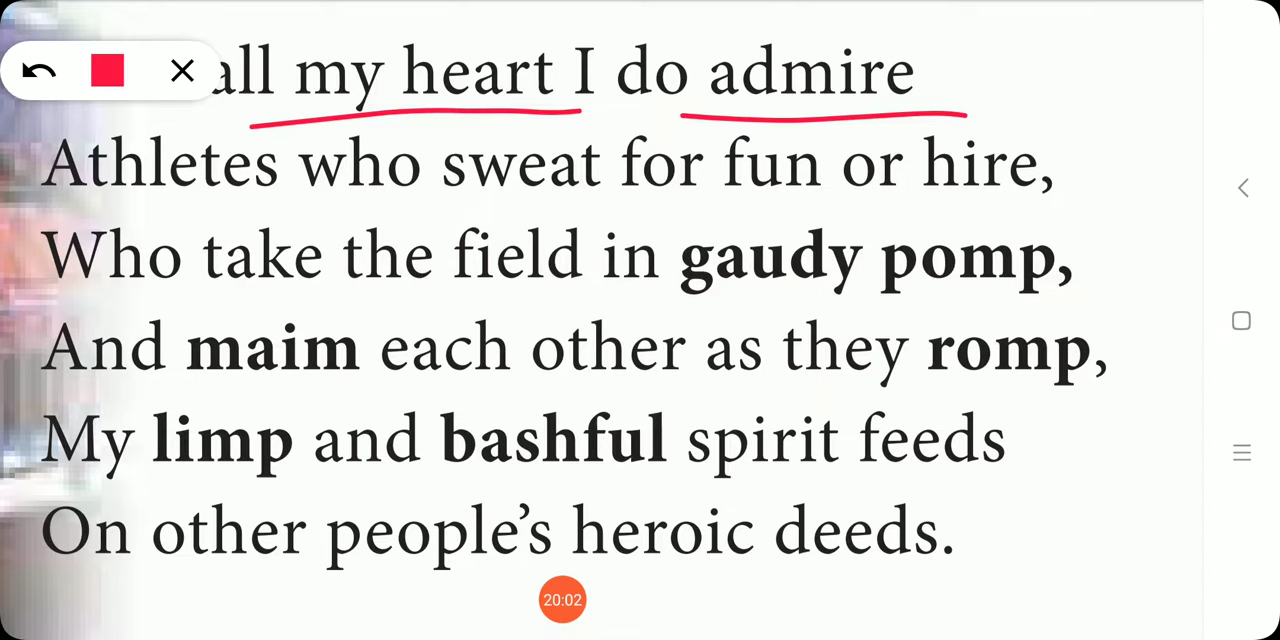 all my heart I do admire
Athletes who sweat for fun or hire,
Who take the field in gaudy pomp,
And maim each other as they romp,
My limp and bashful spirit feeds
On other people’s heroic deeds.
20:02